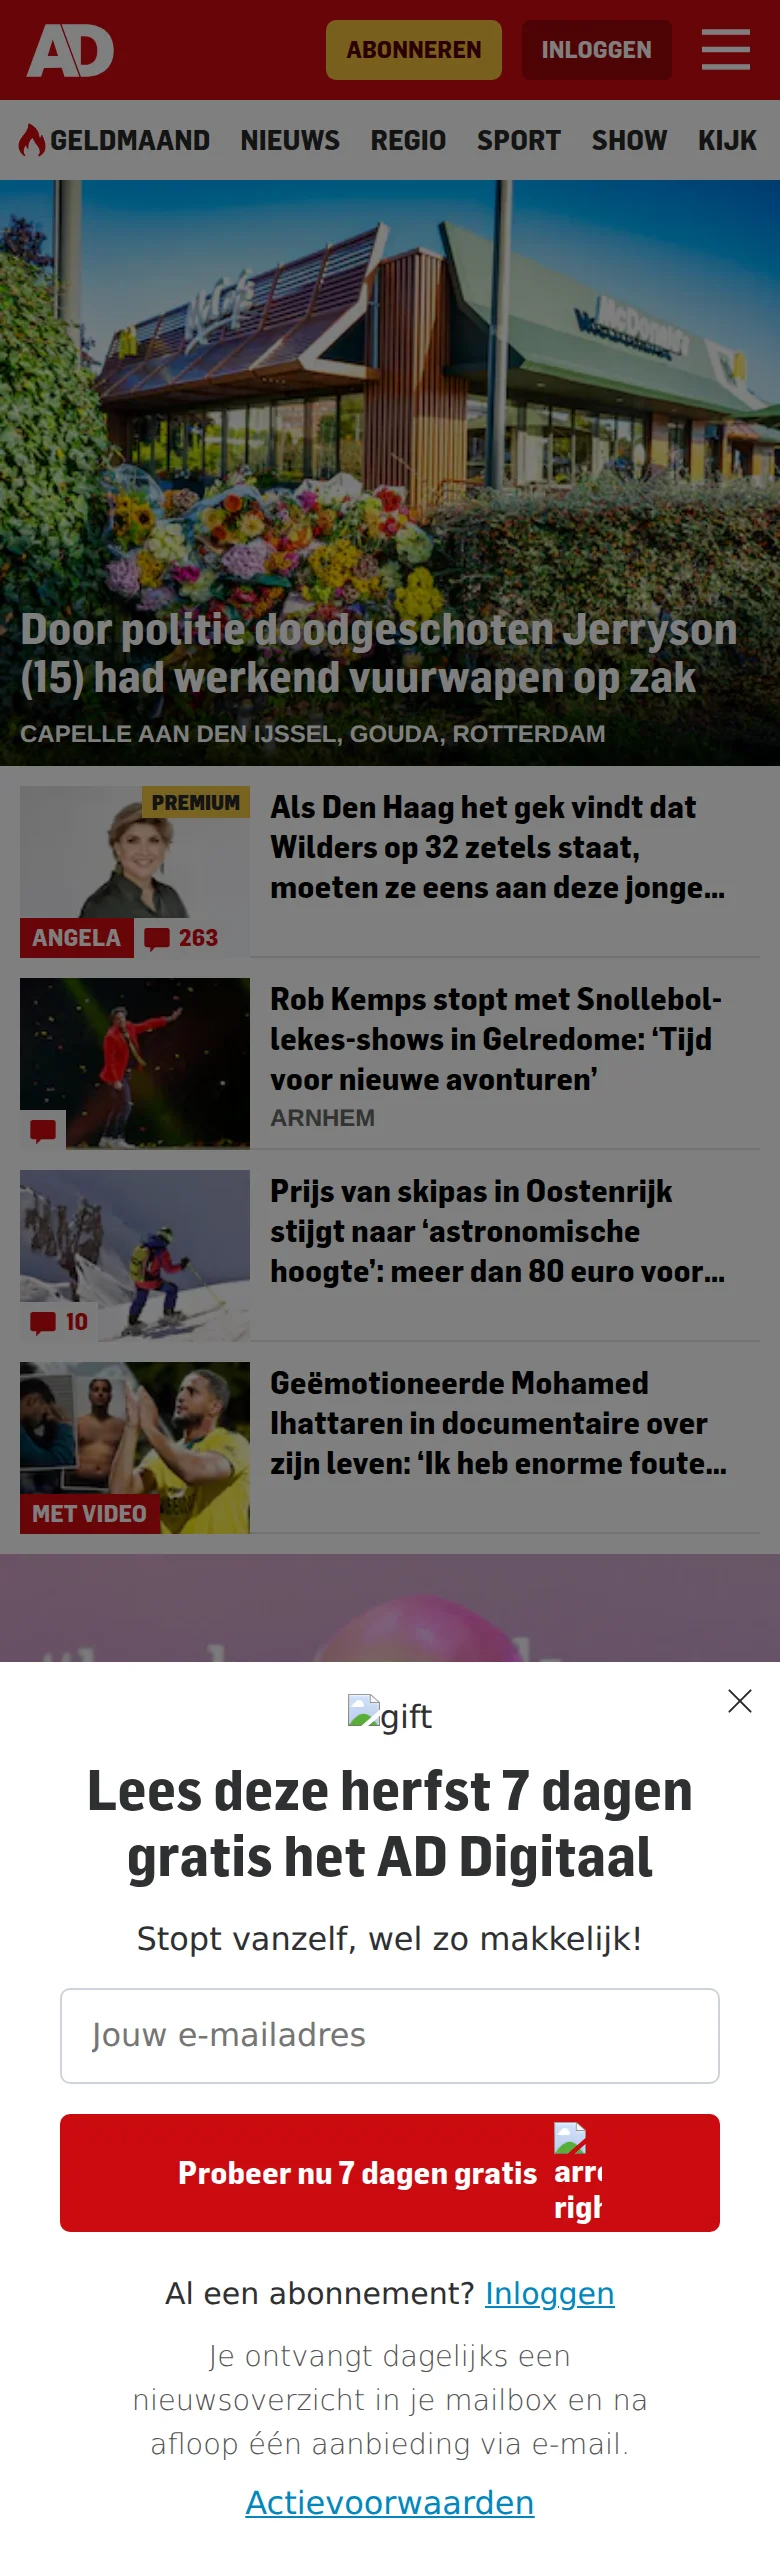 AD
ABONNEREN
INLOGGEN
GELDMAAND
NIEUWS
REGIO
SPORT
SHOW
KIJK
McDonald's
Door politie doodgeschoten Jerryson
(15) had werkend vuurwapen op zak
CAPELLE AAN DEN IJSSEL, GOUDA, ROTTERDAM
PREMIUM
ANGELA
263
Als Den Haag het gek vindt dat
Wilders op 32 zetels staat,
moeten ze eens aan deze jonge...
Rob Kemps stopt met Snollebol-
lekes-shows in Gelredome: ‘Tijd
voor nieuwe avonturen’
ARNHEM
10
Prijs van skipas in Oostenrijk
stijgt naar ‘astronomische
hoogte’: meer dan 80 euro voor...
MET VIDEO
Geëmotioneerde Mohamed
Ihattaren in documentaire over
zijn leven: ‘Ik heb enorme foute...
gift
Lees deze herfst 7 dagen
gratis het AD Digitaal
Stopt vanzelf, wel zo makkelijk!
Jouw e-mailadres
Probeer nu 7 dagen gratis
Al een abonnement? Inloggen
Je ontvangt dagelijks een
nieuwsoverzicht in je mailbox en na
afloop één aanbieding via e-mail.
Actievoorwaarden